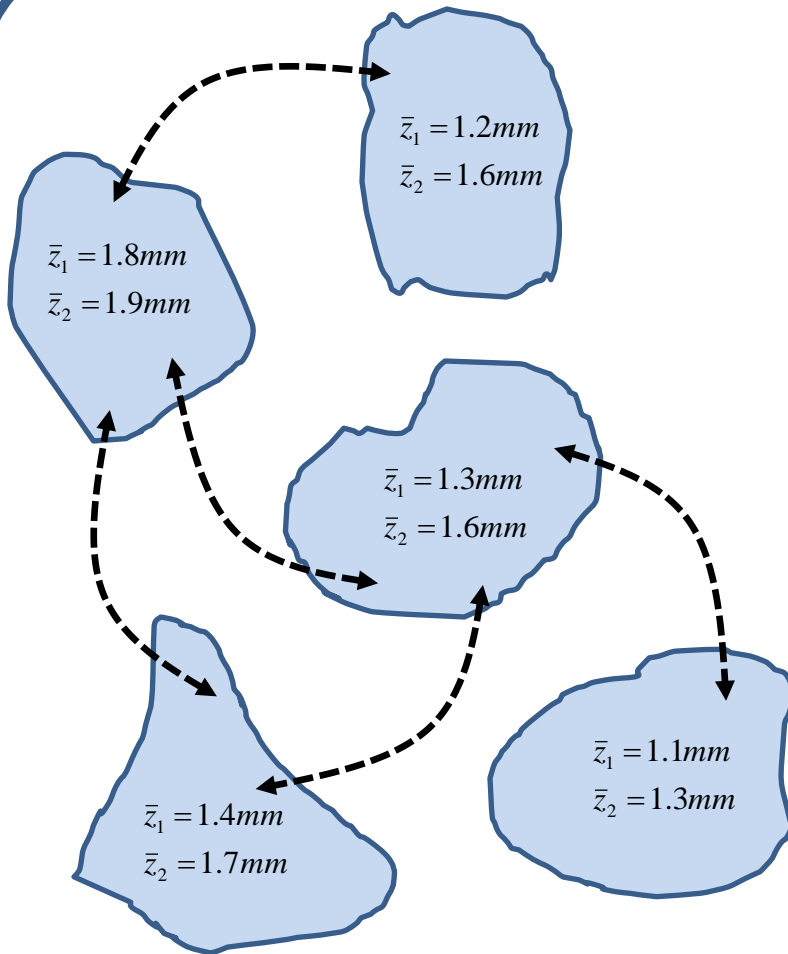 z̄₁ = 1.2mm
z̄₂ = 1.6mm
z̄₁ = 1.8mm
z̄₂ = 1.9mm
z̄₁ = 1.3mm
z̄₂ = 1.6mm
z̄₁ = 1.1mm
z̄₂ = 1.3mm
z̄₁ = 1.4mm
z̄₂ = 1.7mm